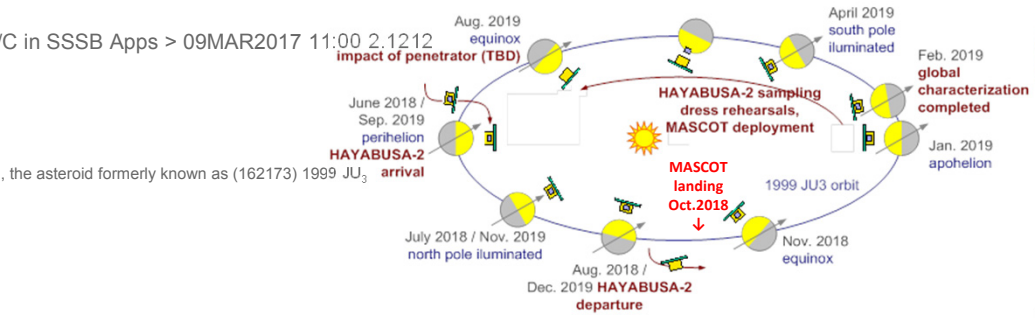 /C in SSSB Apps > 09MAR2017 11:00 2.1212
, the asteroid formerly known as (162173) 1999 JU3
Aug. 2019
equinox
impact of penetrator (TBD)
April 2019
south pole
iluminated
Feb. 2019
global
characterization
completed
June 2018 /
Sep. 2019
perihelion
HAYABUSA-2
arrival
HAYABUSA-2 sampling
dress rehearsals,
MASCOT deployment
Jan. 2019
apohelion
MASCOT
landing
Oct.2018
↓
1999 JU3 orbit
July 2018 / Nov. 2019
north pole iluminated
Aug. 2018 /
Dec. 2019 HAYABUSA-2
departure
Nov. 2018
equinox